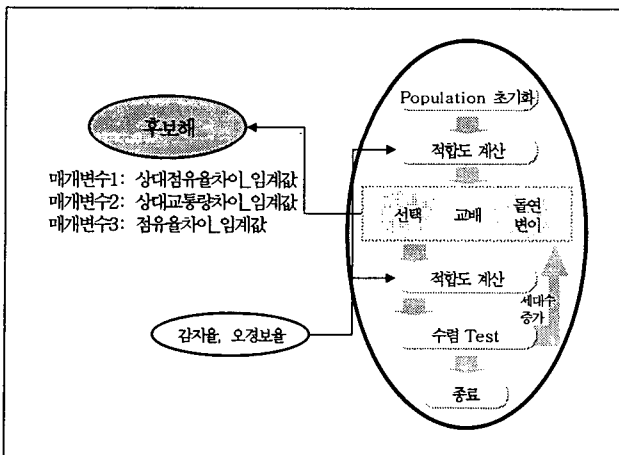 Population 초기화
후보해
적합도 계산
매개변수1: 상대점유율차이_임계값
매개변수2: 상대교통량차이_임계값
매개변수3: 점유율차이_임계값
선택
교배
돌연
변이
적합도 계산
세대수
증가
감지율, 오경보율
수렴 Test
종료